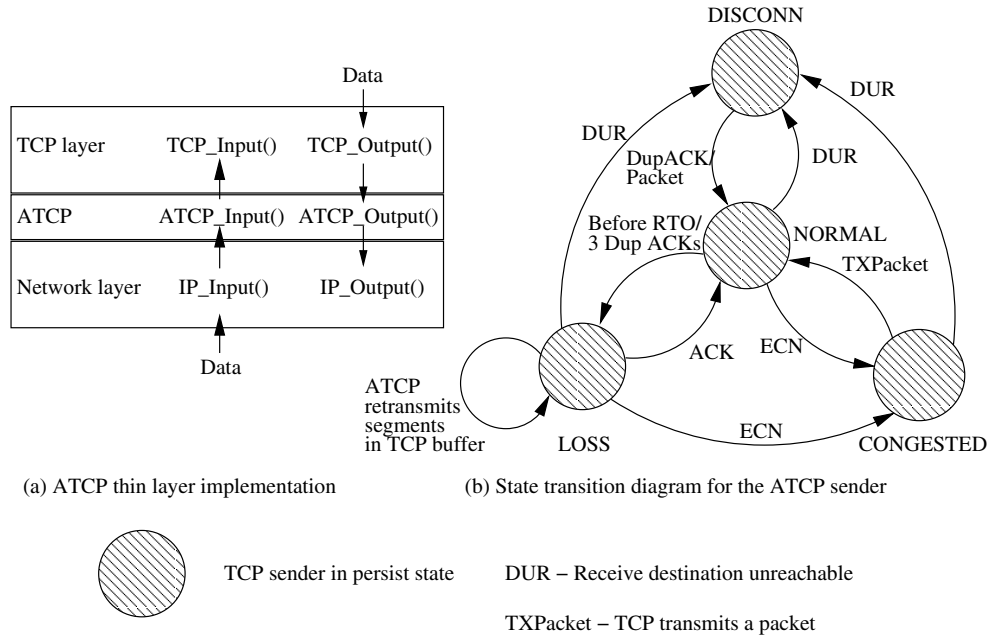 Data
TCP layer
TCP_Input()
TCP_Output()
ATCP
ATCP_Input()
ATCP_Output()
Network layer
IP_Input()
IP_Output()
Data
(a) ATCP thin layer implementation
DISCONN
DUR
DUR
DupACK/
Packet
DUR
Before RTO/
3 Dup ACKs
NORMAL
TXPacket
ACK
ECN
ATCP
retransmits
segments
in TCP buffer
LOSS
ECN
CONGESTED
(b) State transition diagram for the ATCP sender
TCP sender in persist state
DUR − Receive destination unreachable
TXPacket − TCP transmits a packet